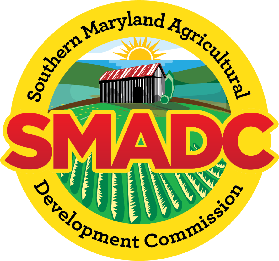 Southern Maryland Agricultural
SMADC
Development Commission